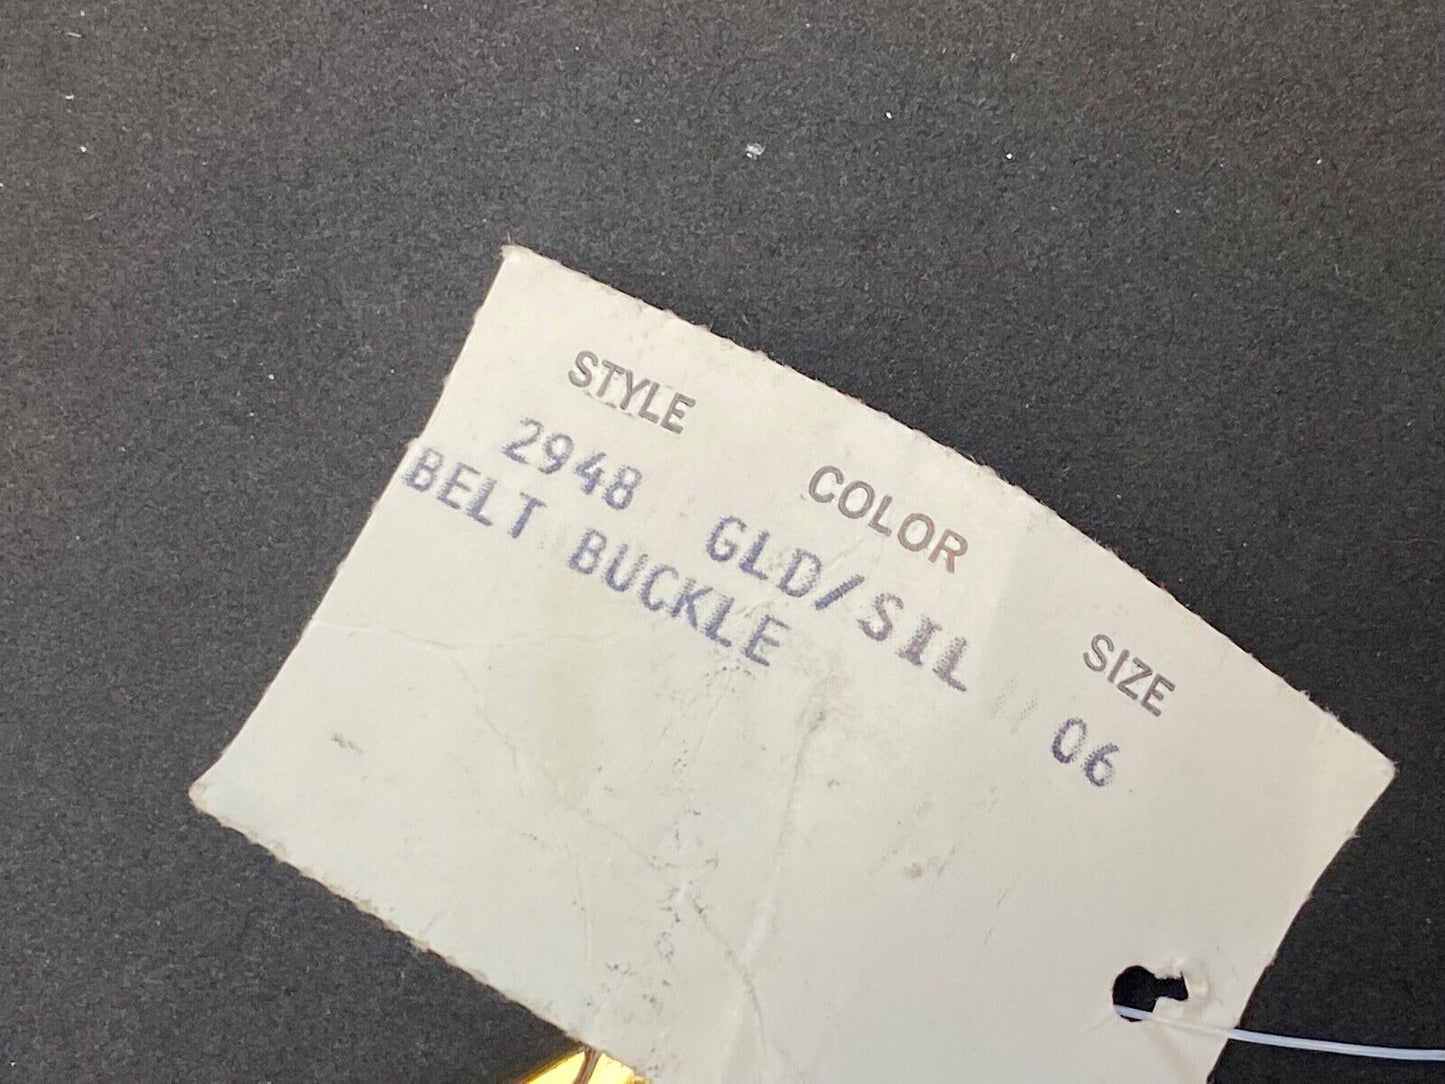 STYLE COLOR SIZE
2948 GLD/SIL 06
BELT BUCKLE